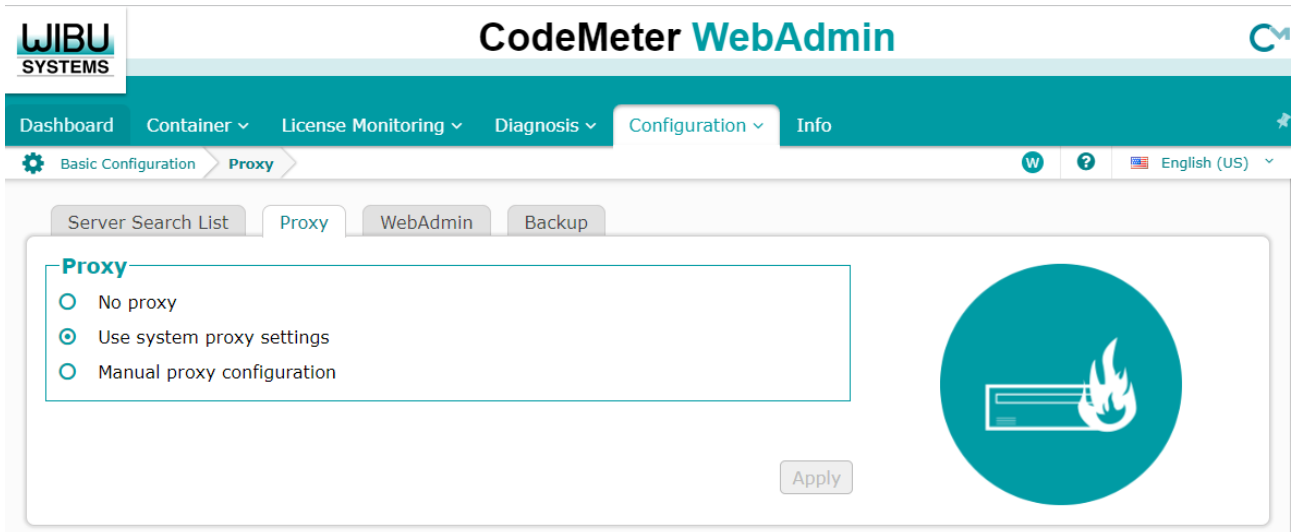 WIBU
SYSTEMS
CodeMeter WebAdmin
Dashboard Container License Monitoring Diagnosis Configuration Info
Basic Configuration Proxy W ? English (US)
Server Search List Proxy WebAdmin Backup
Proxy
No proxy
Use system proxy settings
Manual proxy configuration
Apply